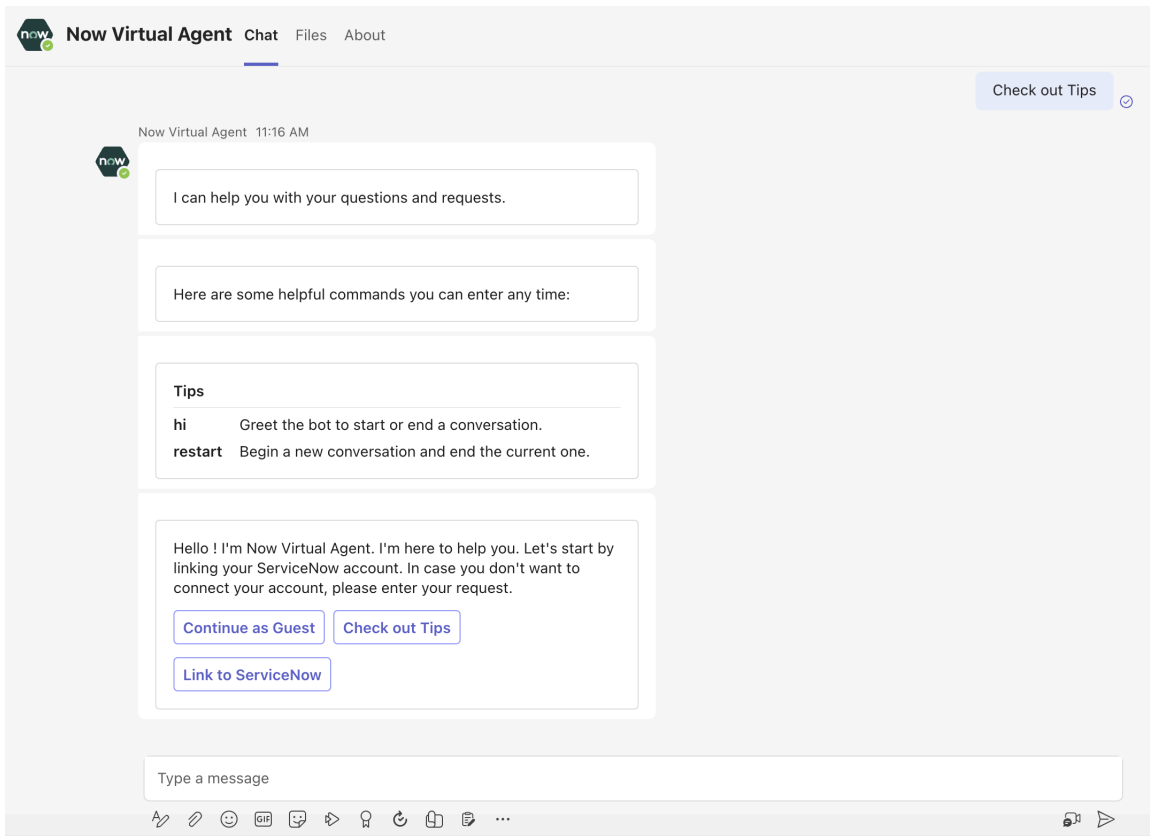 now Now Virtual Agent Chat Files About
Check out Tips
Now Virtual Agent 11:16 AM
now
I can help you with your questions and requests.
Here are some helpful commands you can enter any time:
Tips
hi Greet the bot to start or end a conversation.
restart Begin a new conversation and end the current one.
Hello ! I'm Now Virtual Agent. I'm here to help you. Let's start by
linking your ServiceNow account. In case you don't want to
connect your account, please enter your request.
Continue as Guest Check out Tips
Link to ServiceNow
Type a message
GIF